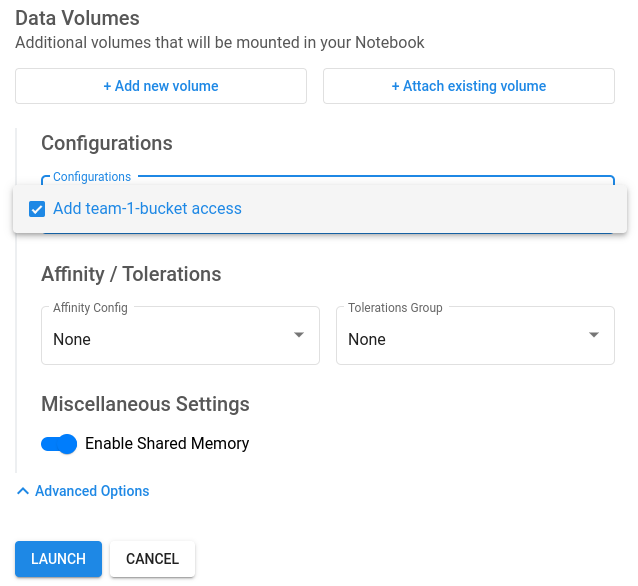 Data Volumes
Additional volumes that will be mounted in your Notebook
+ Add new volume
+ Attach existing volume
Configurations
Configurations
Add team-1-bucket access
Affinity / Tolerations
Affinity Config
Tolerations Group
None
None
Miscellaneous Settings
Enable Shared Memory
Advanced Options
LAUNCH
CANCEL